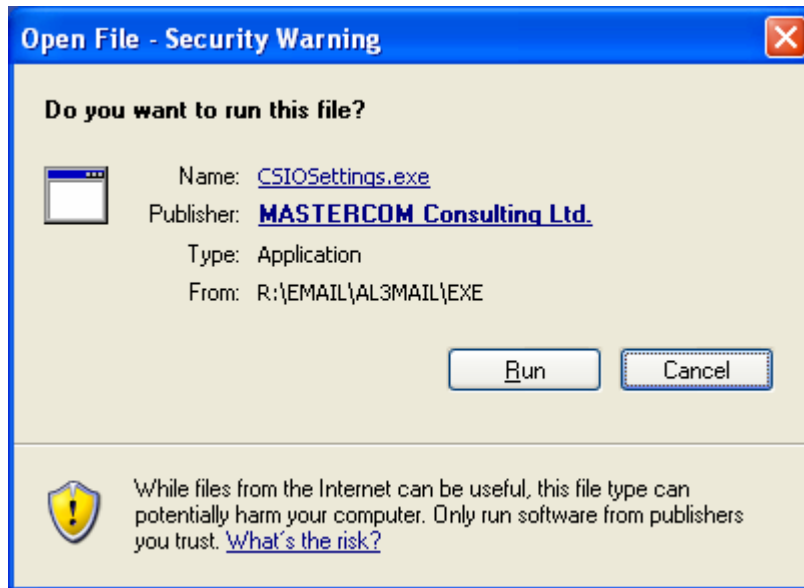 Open File - Security Warning
Do you want to run this file?
Name: CSIOSettings.exe
Publisher: MASTERCOM Consulting Ltd.
Type: Application
From: R:\EMAIL\AL3MAIL\EXE
Run Cancel
While files from the Internet can be useful, this file type can
potentially harm your computer. Only run software from publishers
you trust. What's the risk?